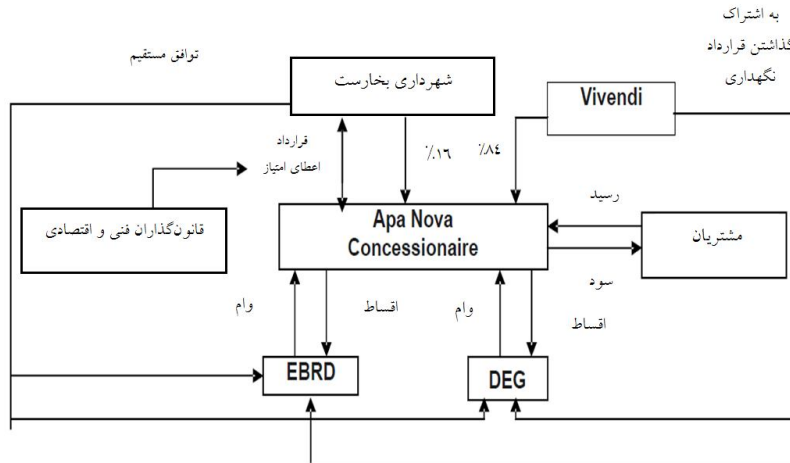 به اشتراک
گذاشتن قرارداد
نگهداری
توافق مستقیم
شهرداری بخارست
Vivendi
قرارداد
اعطای امتیاز
٪۱۶
٪۸٤
رسید
قانون‌گذاران فنی و اقتصادی
Apa Nova
Concessionaire
مشتریان
سود
وام
اقساط
وام
اقساط
EBRD
DEG